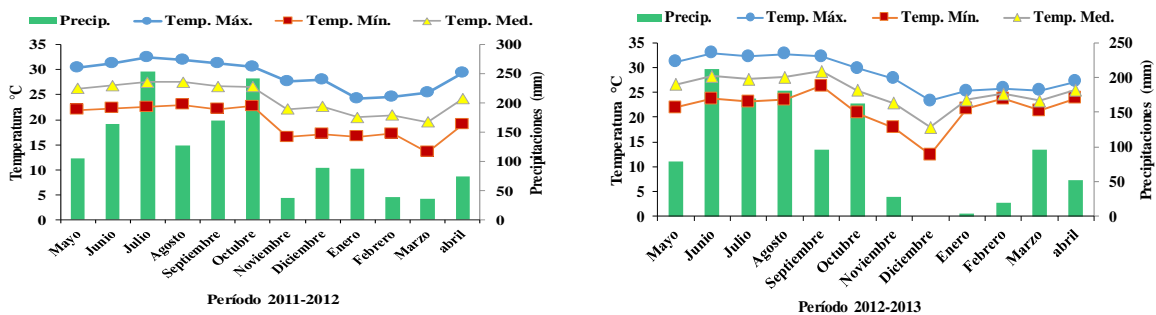 Precip. Temp. Máx. Temp. Mín. Temp. Med.
Temperatura °C
35
30
25
20
15
10
5
0
300
250
200
150
100
50
0
Precipitaciones (mm)
Mayo Junio Julio Agosto Septiembre Octubre Noviembre Diciembre Enero Febrero Marzo abril
Período 2011-2012
Precip. Temp. Máx. Temp. Mín. Temp. Med.
Temperatura °C
35
30
25
20
15
10
5
0
250
200
150
100
50
0
Precipitaciones (mm)
Mayo Junio Julio Agosto Septiembre Octubre Noviembre Diciembre Enero Febrero Marzo abril
Período 2012-2013